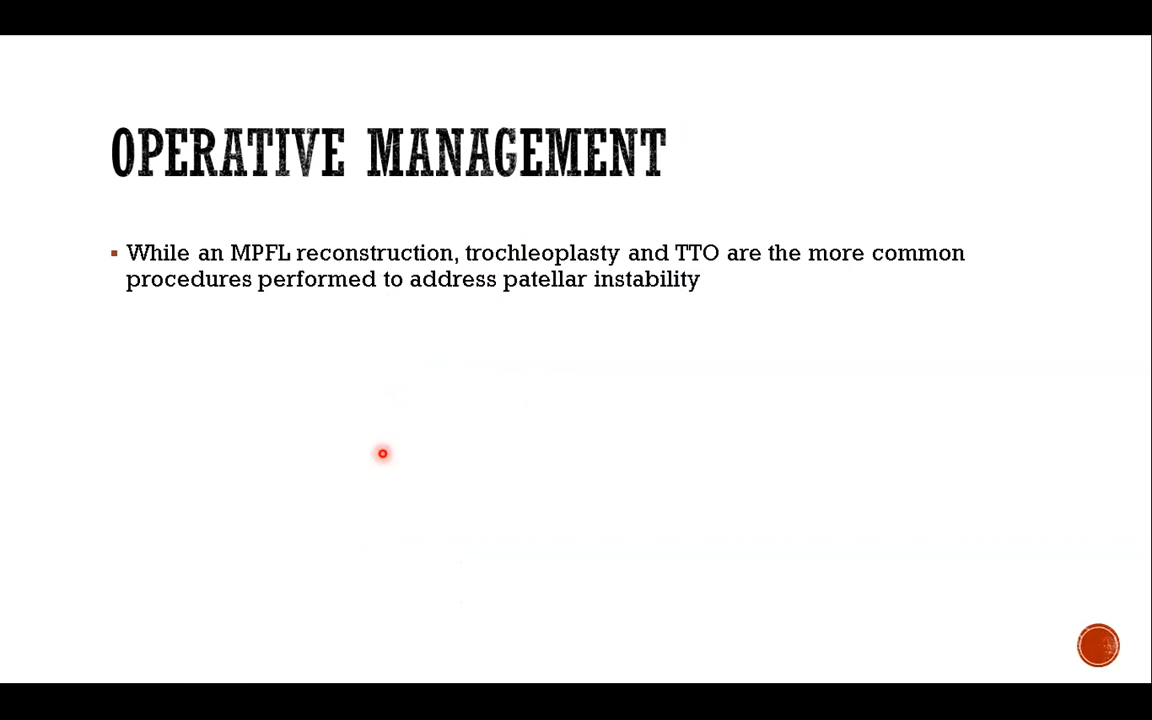 OPERATIVE MANAGEMENT
While an MPFL reconstruction, trochleoplasty and TTO are the more common
procedures performed to address patellar instability